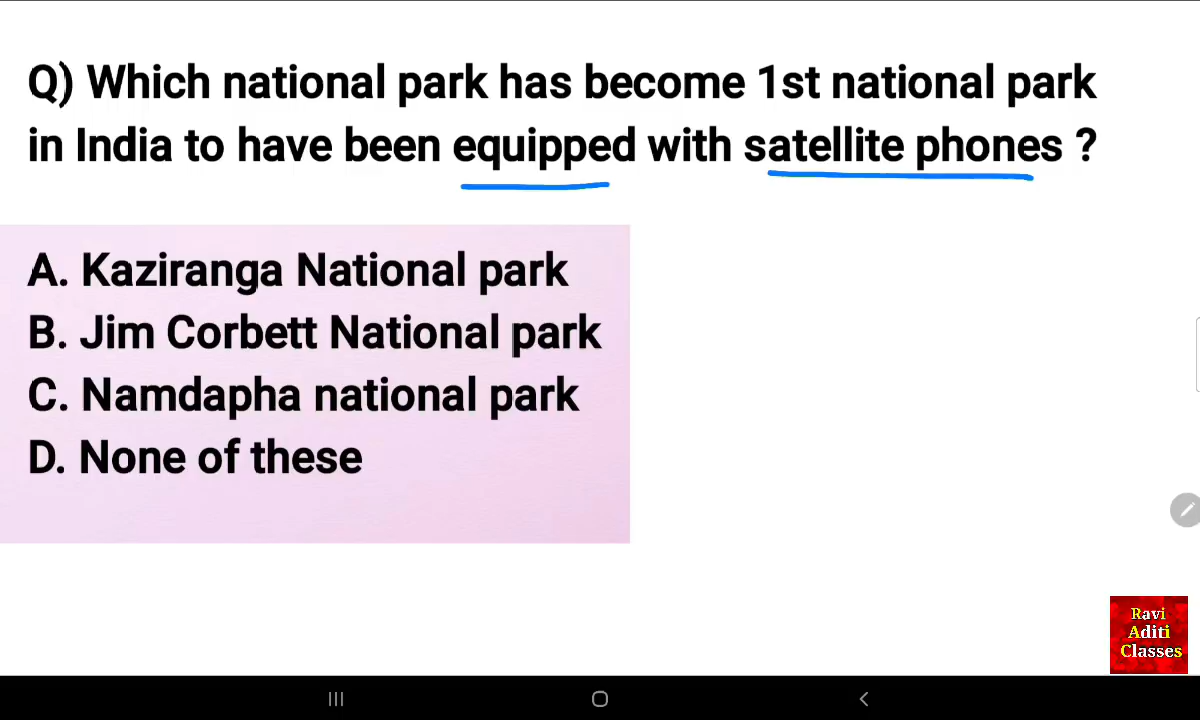 Q) Which national park has become 1st national park
in India to have been equipped with satellite phones ?
A. Kaziranga National park
B. Jim Corbett National park
C. Namdapha national park
D. None of these
Ravi
Aditi
Classes